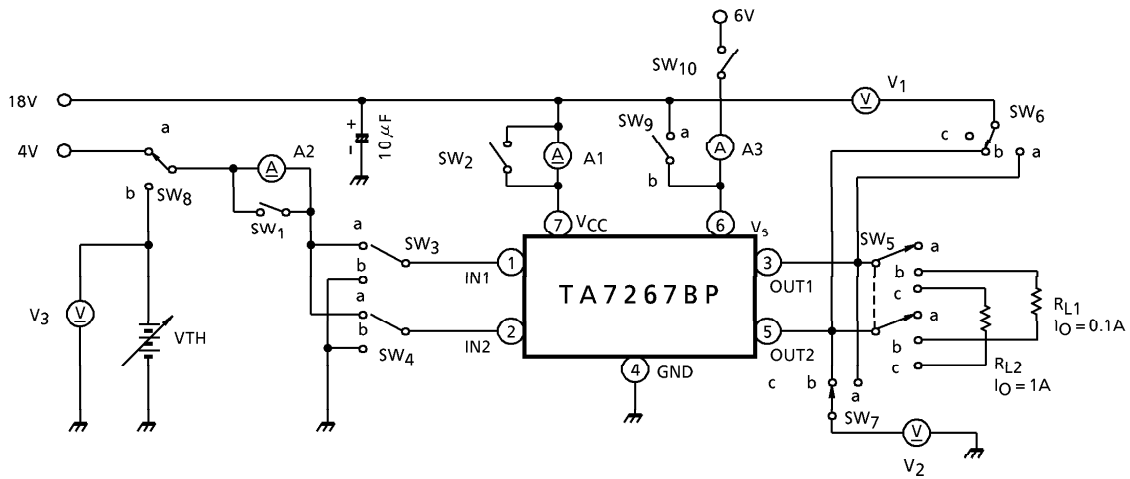 6V
SW10
V1
18V
V
SW6
a
+
10μF
-
SW9
a
c
4V
A2
SW2
A
A1
A
A3
b
a
A
b
b
SW8
7
VCC
6
Vs
SW1
a
SW3
SW5
a
b
1
IN1
TA7267BP
3
OUT1
b
c
a
V3
V
VTH
b
2
IN2
5
OUT2
a
RL1
IO = 0.1A
SW4
b
4
GND
c
b
a
c
RL2
IO = 1A
SW7
V
V2